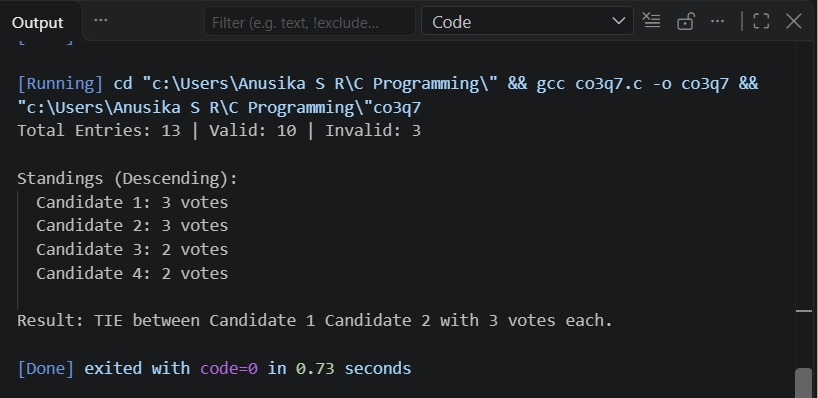 Output
Filter (e.g. text, !exclude...
Code
[Running] cd "c:\Users\Anusika S R\C Programming\" && gcc co3q7.c -o co3q7 &&
"c:\Users\Anusika S R\C Programming\"co3q7
Total Entries: 13 | Valid: 10 | Invalid: 3
Standings (Descending):
Candidate 1: 3 votes
Candidate 2: 3 votes
Candidate 3: 2 votes
Candidate 4: 2 votes
Result: TIE between Candidate 1 Candidate 2 with 3 votes each.
[Done] exited with code=0 in 0.73 seconds